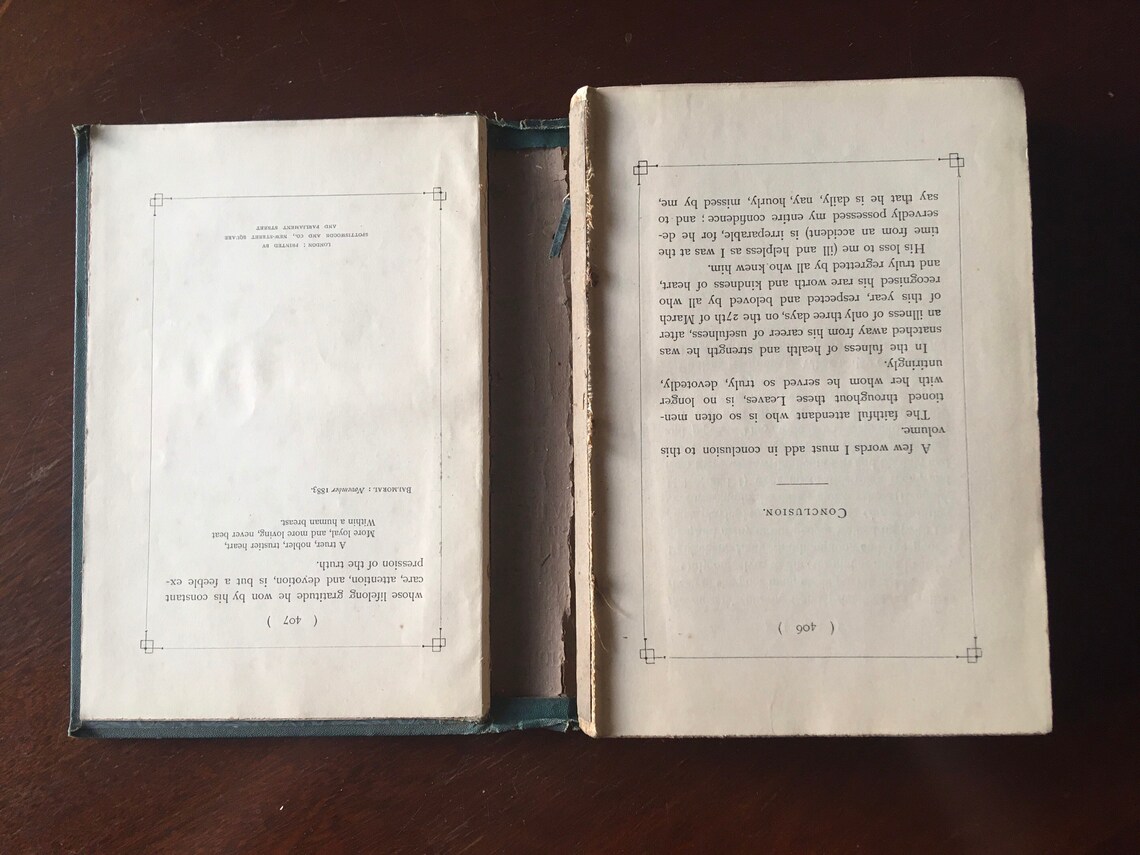 ( 406 )
CONCLUSION.
A few words I must add in conclusion to this
volume.
The faithful attendant who is so often men-
tioned throughout these Leaves, is no longer
with her whom he served so truly, devotedly,
untiringly.
In the fulness of health and strength he was
snatched away from his career of usefulness, after
an illness of only three days, on the 27th of March
of this year, respected and beloved by all who
recognised his rare worth and kindness of heart,
and truly regretted by all who knew him.
His loss to me (ill and helpless as I was at the
time from an accident) is irreparable, for he de-
servedly possessed my entire confidence; and to
say that he is daily, nay, hourly, missed by me,
( 407 )
whose lifelong gratitude he won by his constant
care, attention, and devotion, is but a feeble ex-
pression of the truth.
A truer, nobler, trustier heart,
More loyal, and more loving, never beat
Within a human breast.
BALMORAL: November 1883.
LONDON: PRINTED BY
SPOTTISWOODE AND CO., NEW-STREET SQUARE
AND PARLIAMENT STREET